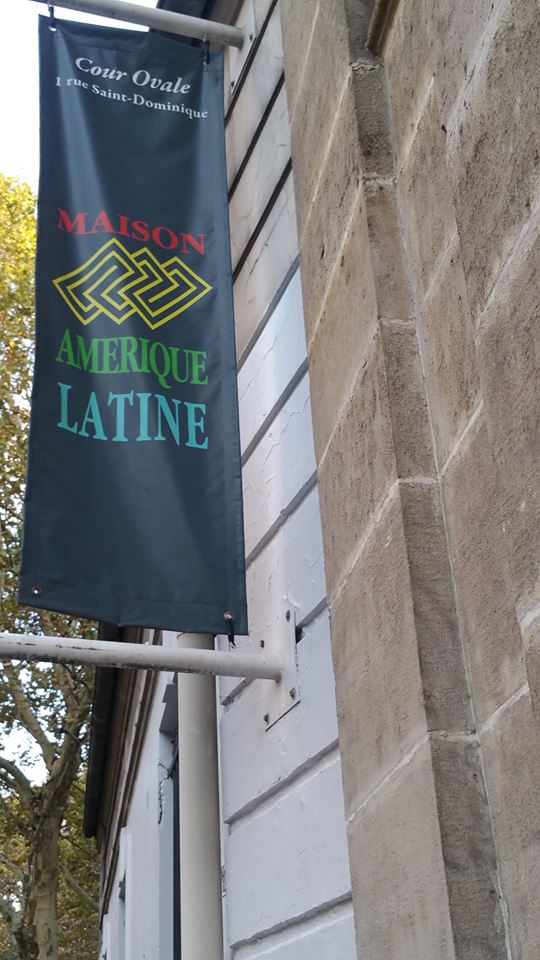 Cour Ovale
1 rue Saint-Dominique
MAISON
AMERIQUE
LATINE